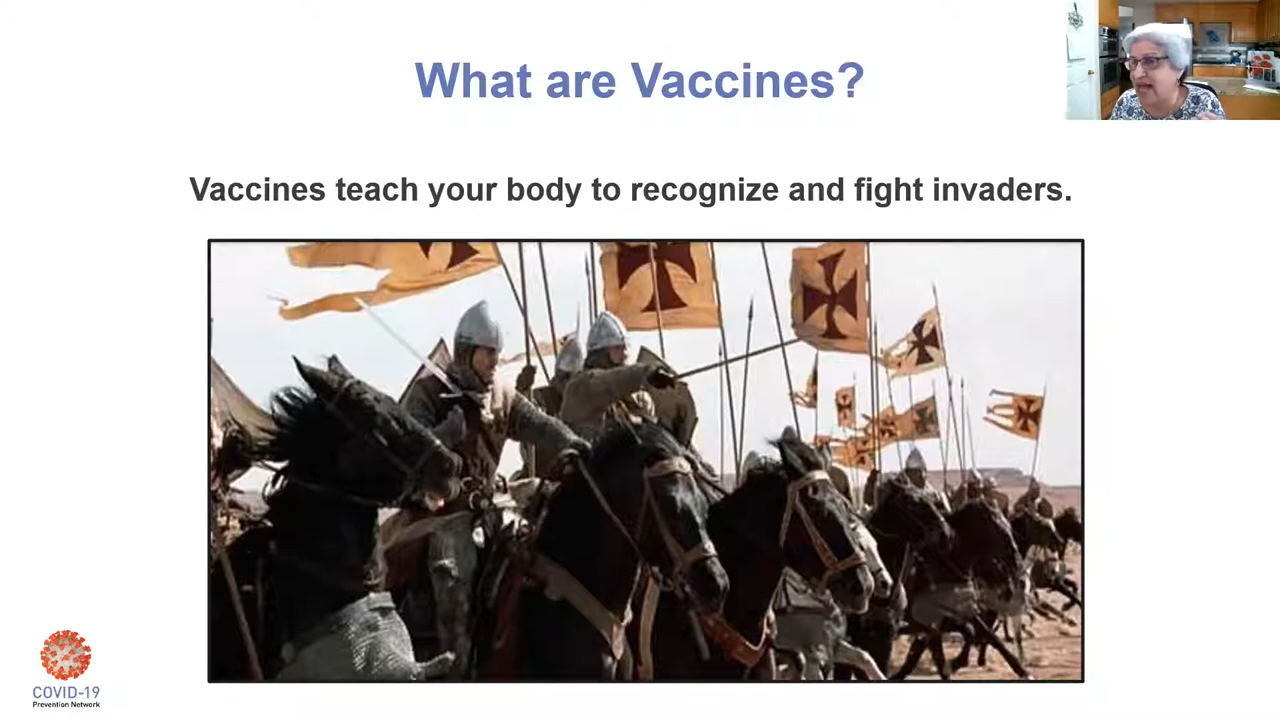 What are Vaccines?
Vaccines teach your body to recognize and fight invaders.
COVID-19
Prevention Network